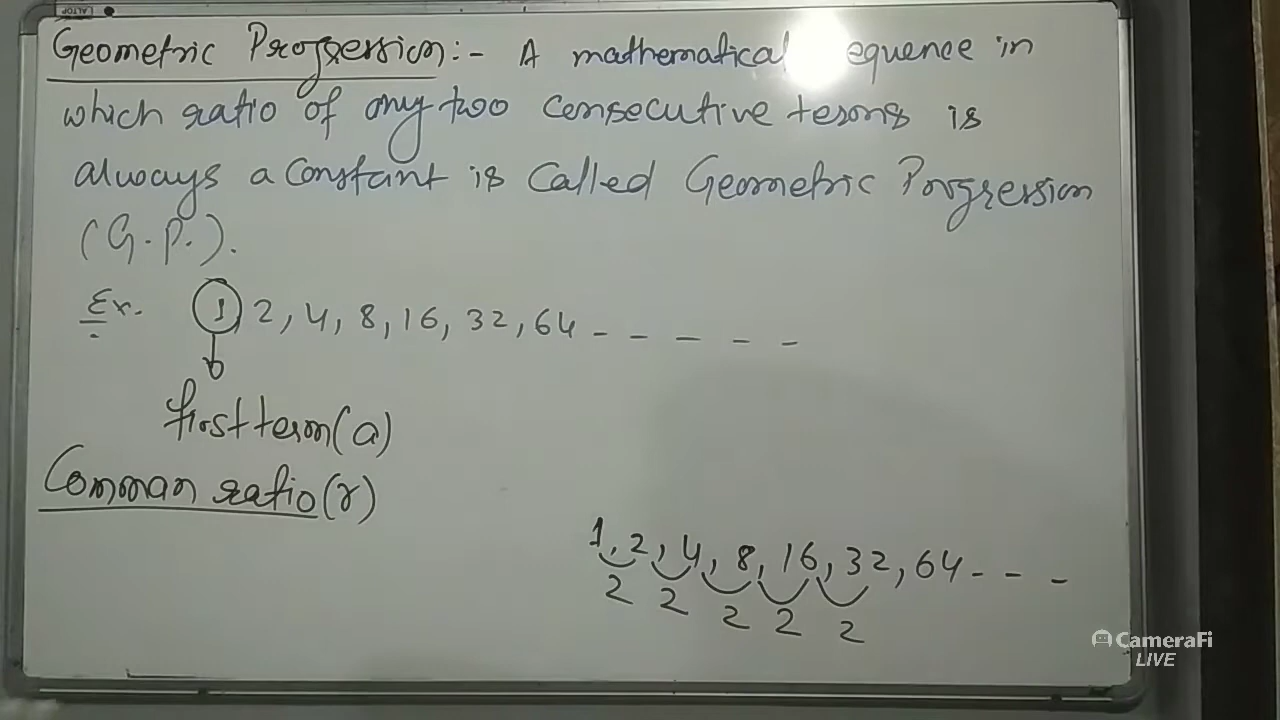 Geometric Progression:- A mathematical equence in
which ratio of any two consecutive terms is
always a constant is called Geometric Progression
(G.P.).
Ex. 1, 2, 4, 8, 16, 32, 64 - - - - -
first term (a)
Comman ratio (r)
1, 2, 4, 8, 16, 32, 64 - - -
2 2 2 2 2
CameraFi
LIVE